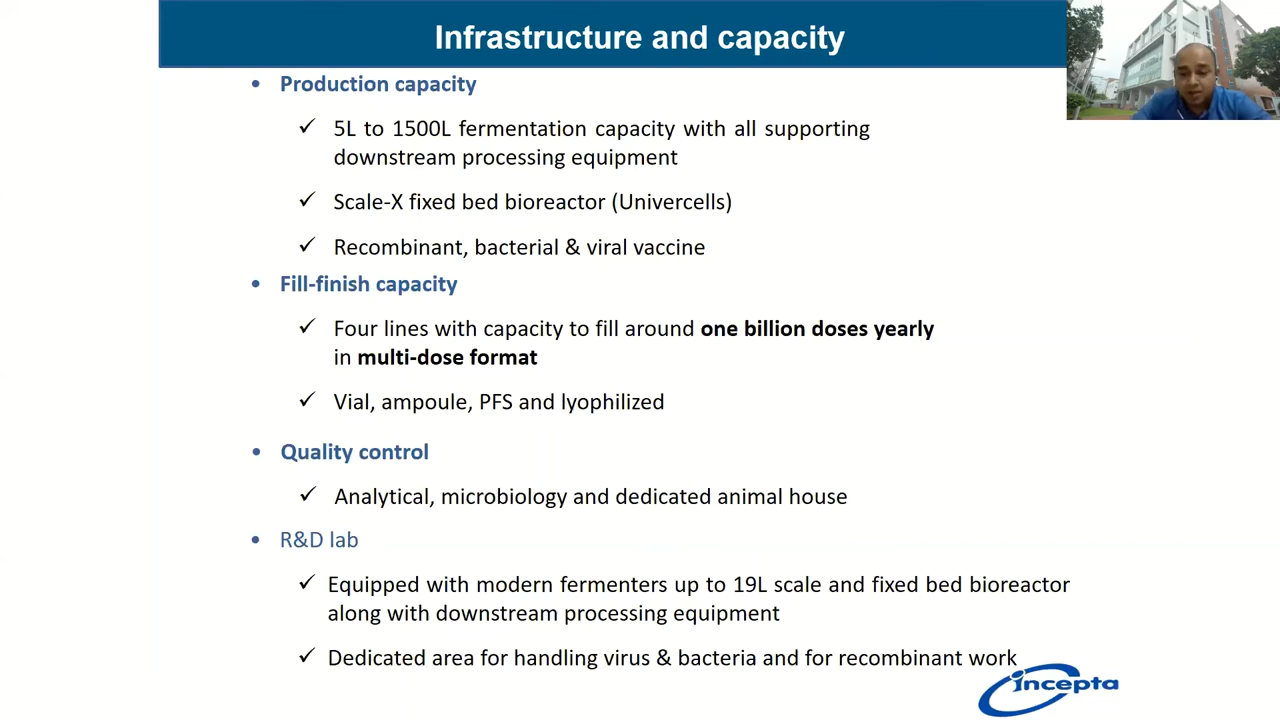 Infrastructure and capacity
• Production capacity
✓ 5L to 1500L fermentation capacity with all supporting
downstream processing equipment
✓ Scale-X fixed bed bioreactor (Univercells)
✓ Recombinant, bacterial & viral vaccine
• Fill-finish capacity
✓ Four lines with capacity to fill around one billion doses yearly
in multi-dose format
✓ Vial, ampoule, PFS and lyophilized
• Quality control
✓ Analytical, microbiology and dedicated animal house
• R&D lab
✓ Equipped with modern fermenters up to 19L scale and fixed bed bioreactor
along with downstream processing equipment
✓ Dedicated area for handling virus & bacteria and for recombinant work
incepta